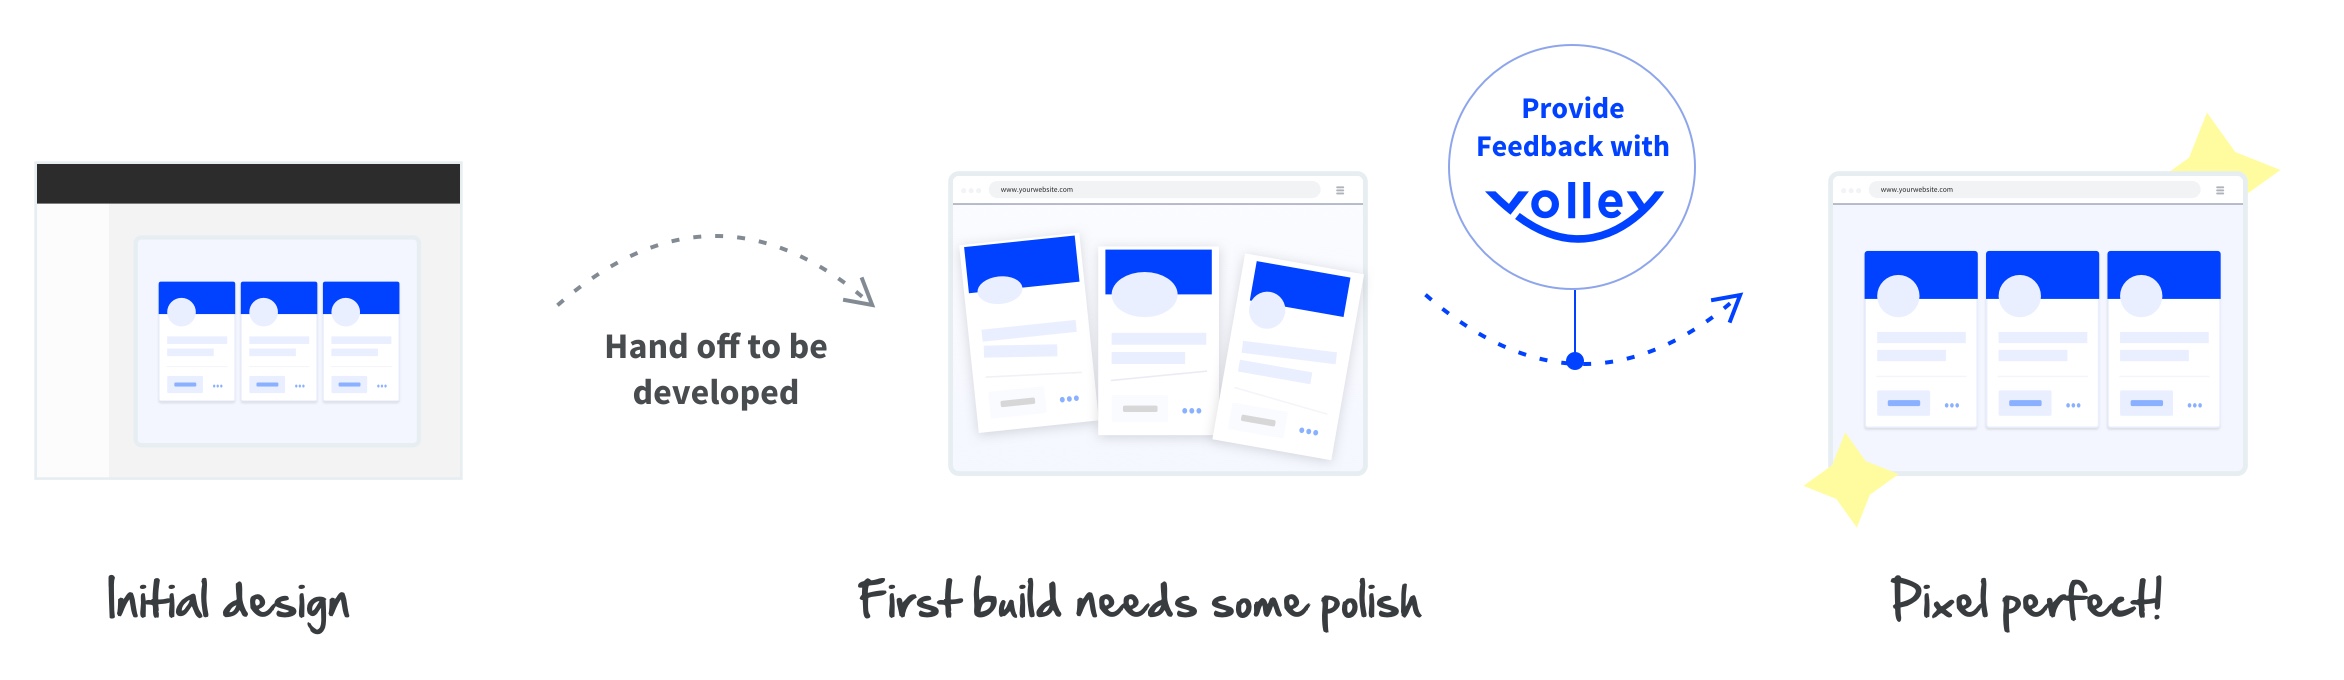 Provide
Feedback with
volley
www.yourwebsite.com
www.yourwebsite.com
Hand off to be
developed
Initial design
First build needs some polish
Pixel perfect!